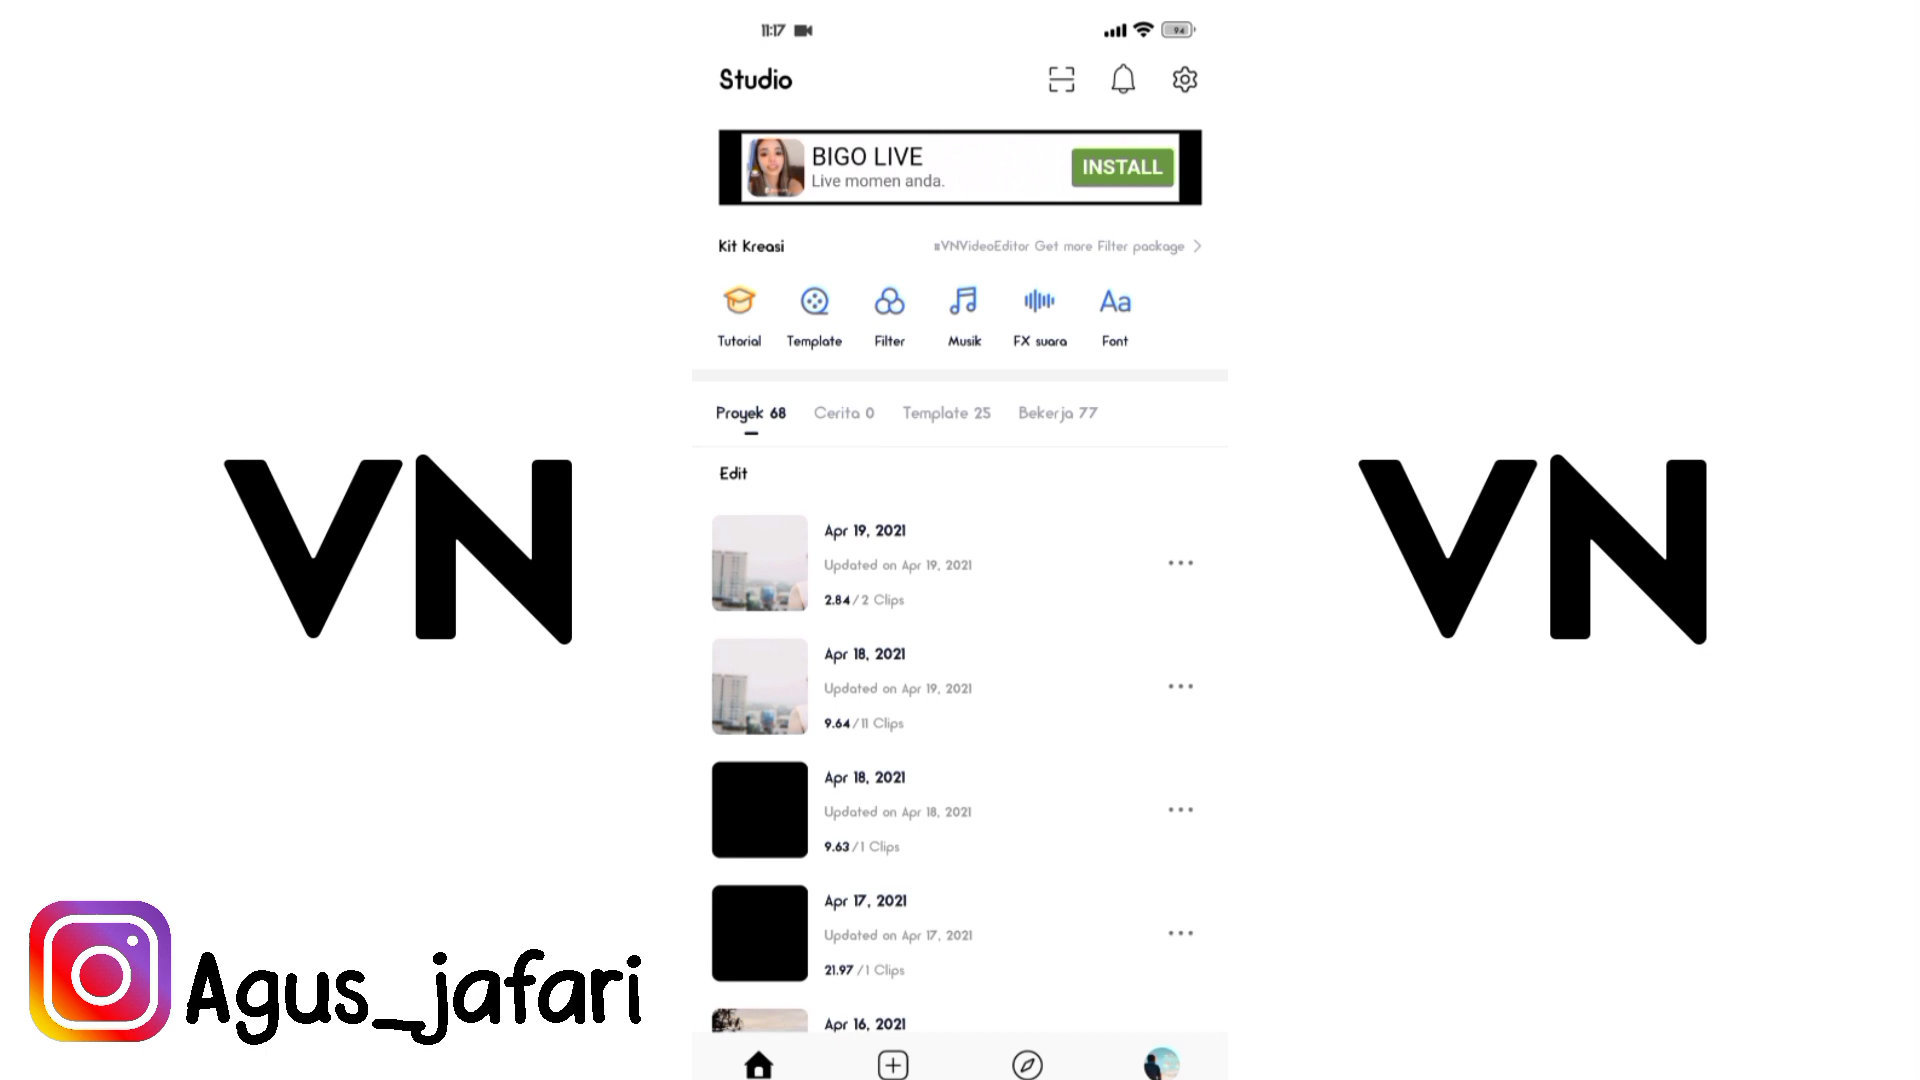 11:17
94
Studio
BIGO LIVE
Live momen anda.
INSTALL
Kit Kreasi
#VNVideoEditor Get more Filter package
Tutorial
Template
Filter
Musik
FX suara
Aa
Font
Proyek 68
Cerita 0
Template 25
Bekerja 77
Edit
Apr 19, 2021
Updated on Apr 19, 2021
2.84/2 Clips
Apr 18, 2021
Updated on Apr 19, 2021
9.64/11 Clips
Apr 18, 2021
Updated on Apr 18, 2021
9.63/1 Clips
Apr 17, 2021
Updated on Apr 17, 2021
21.97/1 Clips
Apr 16, 2021
VN
VN
Agus_jafari